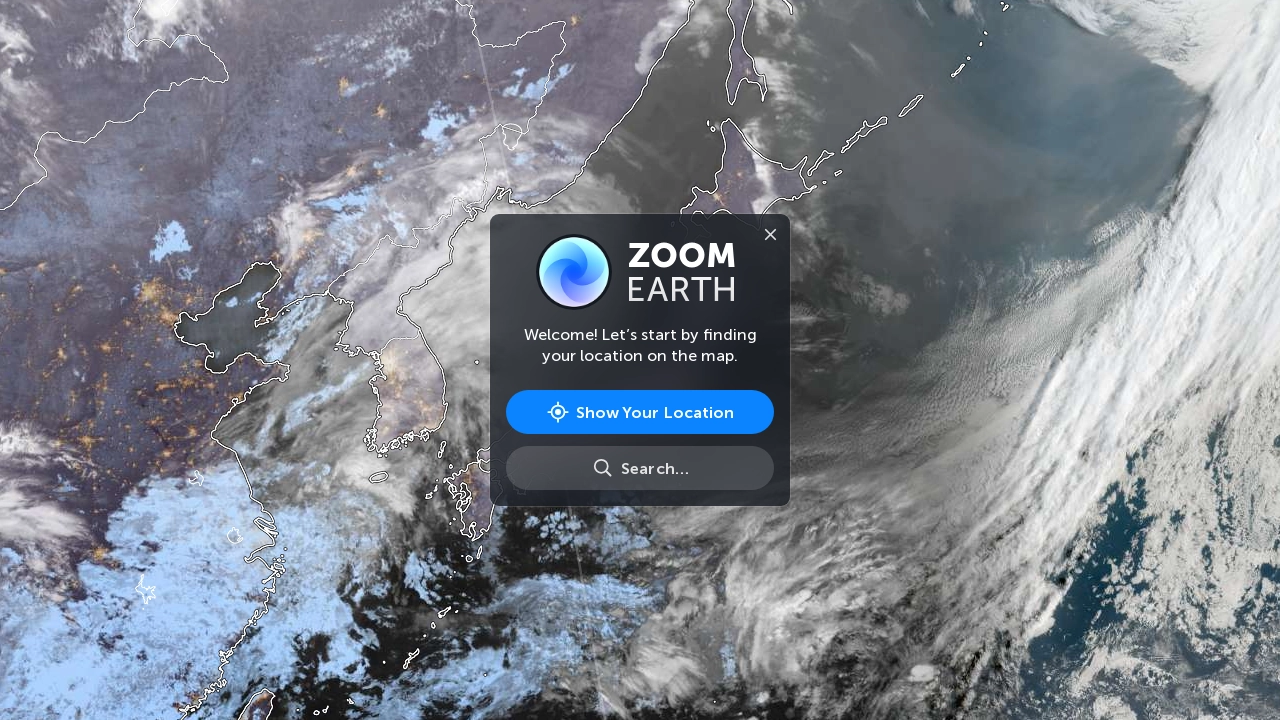 ZOOM
EARTH
Welcome! Let’s start by finding
your location on the map.
Show Your Location
Search...